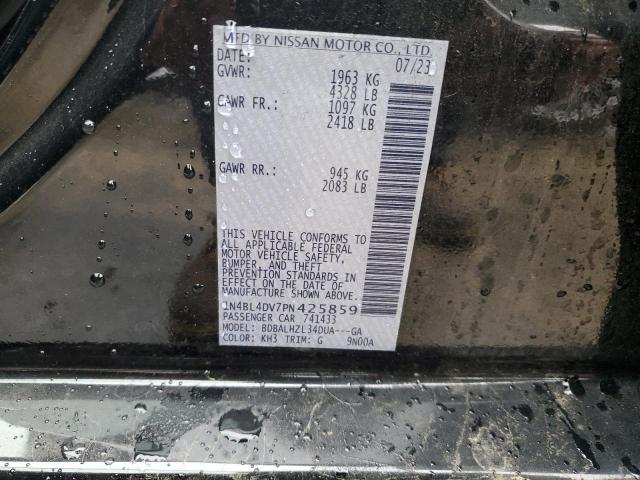 MFD BY NISSAN MOTOR CO., LTD.
DATE: 07/23
GVWR: 1963 KG
4328 LB
GAWR FR.: 1097 KG
2418 LB
GAWR RR.: 945 KG
2083 LB
THIS VEHICLE CONFORMS TO
ALL APPLICABLE FEDERAL
MOTOR VEHICLE SAFETY,
BUMPER, AND THEFT
PREVENTION STANDARDS IN
EFFECT ON THE DATE OF
MANUFACTURE SHOWN ABOVE.
1N4BL4DV7PN425859
PASSENGER CAR 741433
MODEL: BDBALHZL34DUA---GA
COLOR: KH3 TRIM: G 9N00A